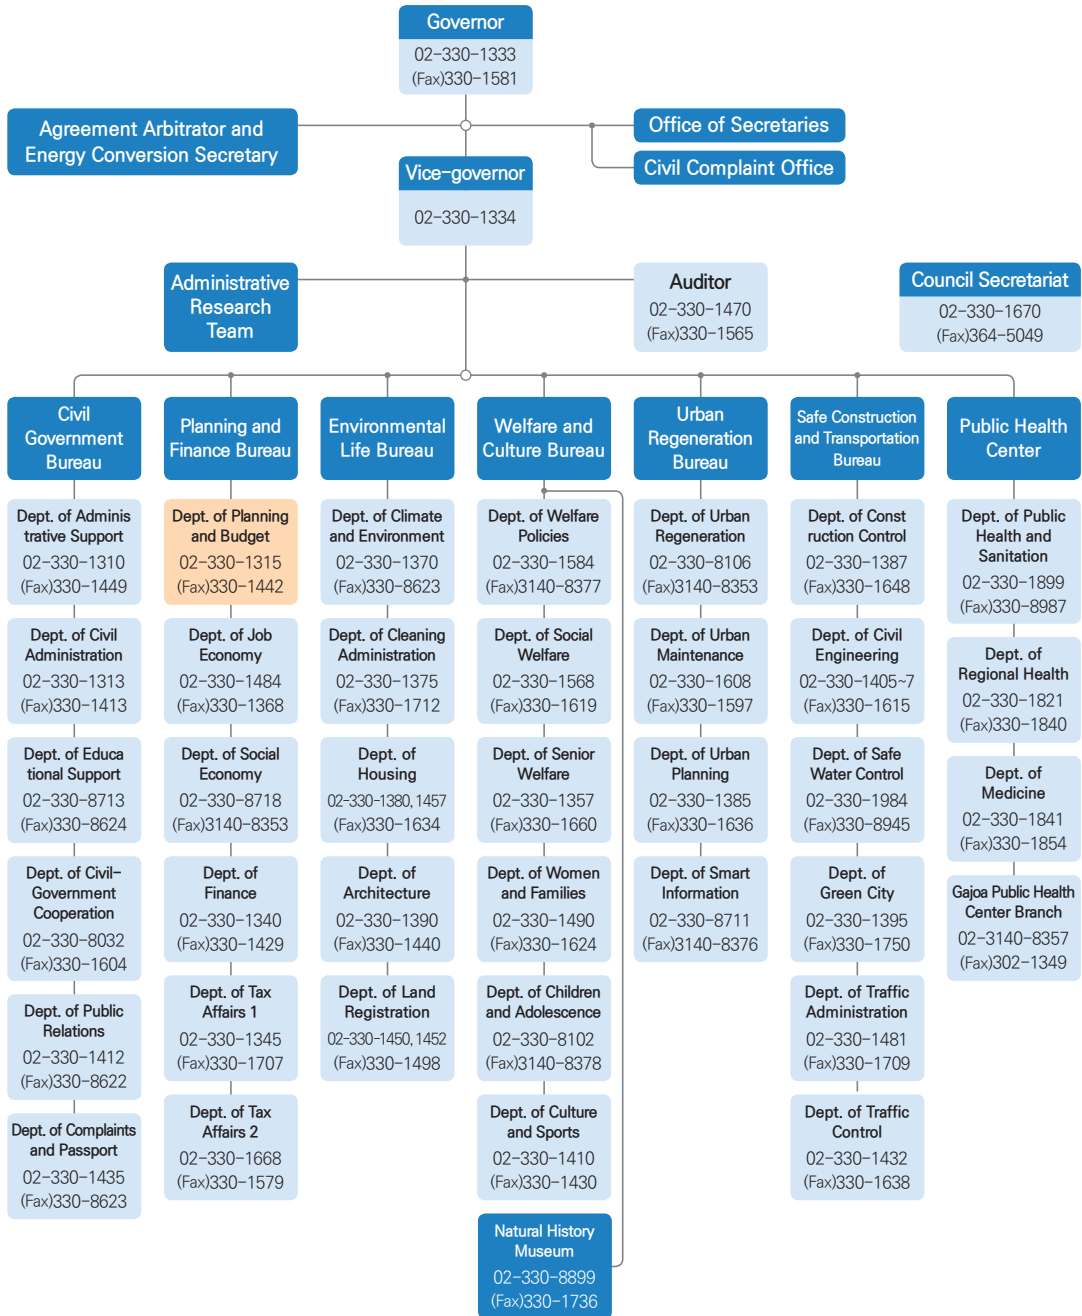 Governor
02-330-1333
(Fax)330-1581
Agreement Arbitrator and
Energy Conversion Secretary
Office of Secretaries
Civil Complaint Office
Vice-governor
02-330-1334
Administrative
Research
Team
Auditor
02-330-1470
(Fax)330-1565
Council Secretariat
02-330-1670
(Fax)364-5049
Civil
Government
Bureau
Dept. of Adminis
trative Support
02-330-1310
(Fax)330-1449
Dept. of Civil
Administration
02-330-1313
(Fax)330-1413
Dept. of Educa
tional Support
02-330-8713
(Fax)330-8624
Dept. of Civil-
Government
Cooperation
02-330-8032
(Fax)330-1604
Dept. of Public
Relations
02-330-1412
(Fax)330-8622
Dept. of Complaints
and Passport
02-330-1435
(Fax)330-8623
Planning and
Finance Bureau
Dept. of Planning
and Budget
02-330-1315
(Fax)330-1442
Dept. of Job
Economy
02-330-1484
(Fax)330-1368
Dept. of Social
Economy
02-330-8718
(Fax)3140-8353
Dept. of
Finance
02-330-1340
(Fax)330-1429
Dept. of Tax
Affairs 1
02-330-1345
(Fax)330-1707
Dept. of Tax
Affairs 2
02-330-1668
(Fax)330-1579
Environmental
Life Bureau
Dept. of Climate
and Environment
02-330-1370
(Fax)330-8623
Dept. of Cleaning
Administration
02-330-1375
(Fax)330-1712
Dept. of
Housing
02-330-1380, 1457
(Fax)330-1634
Dept. of
Architecture
02-330-1390
(Fax)330-1440
Dept. of Land
Registration
02-330-1450, 1452
(Fax)330-1498
Welfare and
Culture Bureau
Dept. of Welfare
Policies
02-330-1584
(Fax)3140-8377
Dept. of Social
Welfare
02-330-1568
(Fax)330-1619
Dept. of Senior
Welfare
02-330-1357
(Fax)330-1660
Dept. of Women
and Families
02-330-1490
(Fax)330-1624
Dept. of Children
and Adolescence
02-330-8102
(Fax)3140-8378
Dept. of Culture
and Sports
02-330-1410
(Fax)330-1430
Natural History
Museum
02-330-8899
(Fax)330-1736
Urban
Regeneration
Bureau
Dept. of Urban
Regeneration
02-330-8106
(Fax)3140-8353
Dept. of Urban
Maintenance
02-330-1608
(Fax)330-1597
Dept. of Urban
Planning
02-330-1385
(Fax)330-1636
Dept. of Smart
Information
02-330-8711
(Fax)3140-8376
Safe Construction
and Transportation
Bureau
Dept. of Const
ruction Control
02-330-1387
(Fax)330-1648
Dept. of Civil
Engineering
02-330-1405~7
(Fax)330-1615
Dept. of Safe
Water Control
02-330-1984
(Fax)330-8945
Dept. of
Green City
02-330-1395
(Fax)330-1750
Dept. of Traffic
Administration
02-330-1481
(Fax)330-1709
Dept. of Traffic
Control
02-330-1432
(Fax)330-1638
Public Health
Center
Dept. of Public
Health and
Sanitation
02-330-1899
(Fax)330-8987
Dept. of
Regional Health
02-330-1821
(Fax)330-1840
Dept. of
Medicine
02-330-1841
(Fax)330-1854
Gajoa Public Health
Center Branch
02-3140-8357
(Fax)302-1349